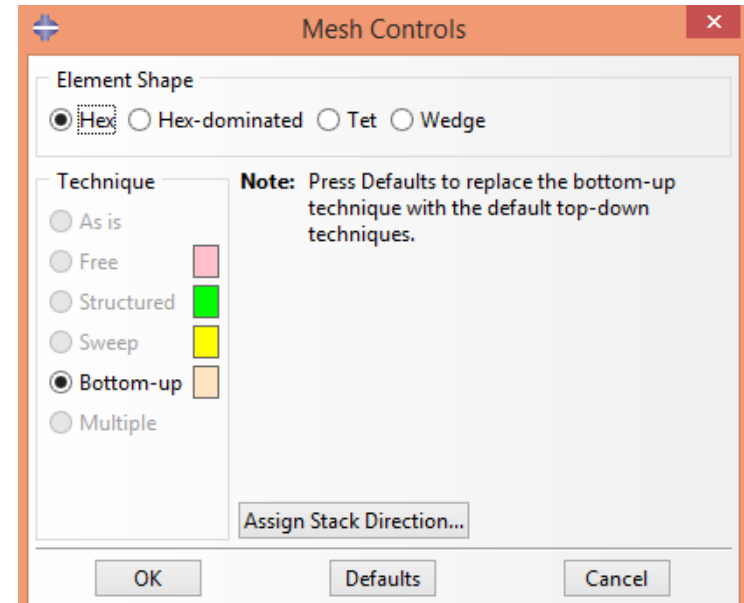 Mesh Controls
Element Shape
Hex Hex-dominated Tet Wedge
Technique
Note: Press Defaults to replace the bottom-up
technique with the default top-down
techniques.
As is
Free
Structured
Sweep
Bottom-up
Multiple
Assign Stack Direction...
OK Defaults Cancel